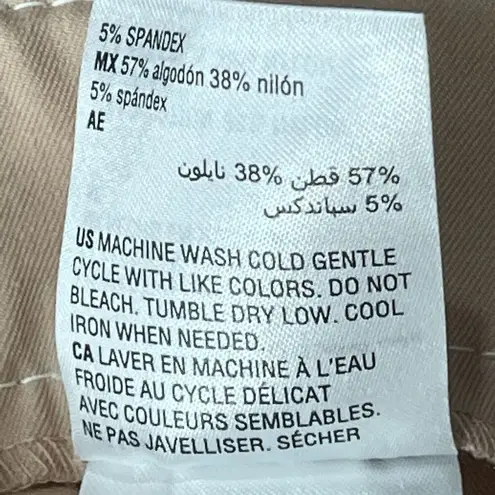 5% SPANDEX
MX 57% algodón 38% nilón
5% spándex
AE
57% قطن 38% نايلون
5% سباندكس
US MACHINE WASH COLD GENTLE
CYCLE WITH LIKE COLORS. DO NOT
BLEACH. TUMBLE DRY LOW. COOL
IRON WHEN NEEDED.
CA LAVER EN MACHINE À L'EAU
FROIDE AU CYCLE DÉLICAT
AVEC COULEURS SEMBLABLES.
NE PAS JAVELLISER. SÉCHER